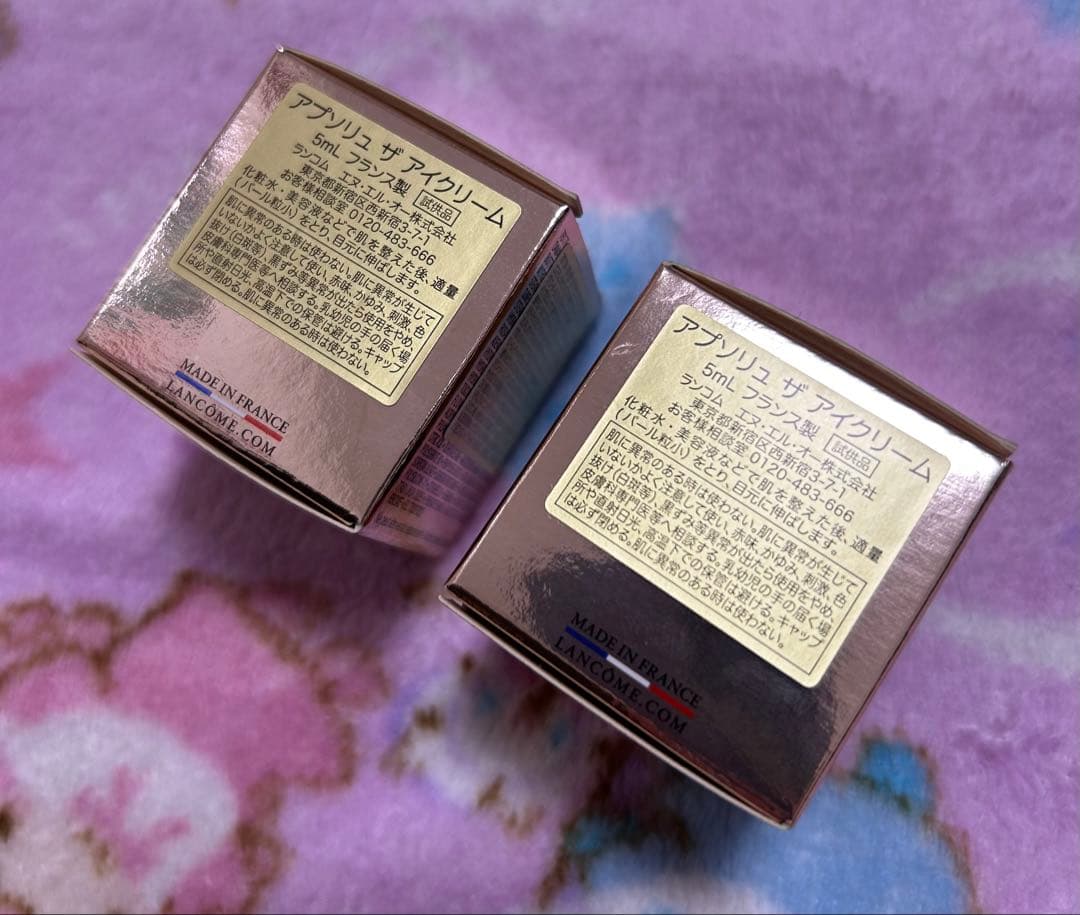 アプソリュ ザ アイクリーム
5mL フランス製 試供品
ランコム エヌ・エル・オー株式会社
東京都新宿区西新宿3-7-1
お客様相談室 0120-483-666
化粧水・美容液などで肌を整えた後、適量
(パール粒小)をとり、目元に伸ばします。
肌に異常のある時は使わない。肌に異常が生じて
いないかよく注意して使い、赤味、かゆみ、刺激、色
抜け(白斑等)、黒ずみ等異常が出たら使用をやめ、
皮膚科専門医等へ相談する。乳幼児の手の届く場
所や直射日光、高温下での保管は避ける。キャップ
は必ず閉める。肌に異常のある時は使わない。
MADE IN FRANCE
LANCÔME.COM
アプソリュ ザ アイクリーム
5mL フランス製 試供品
ランコム エヌ・エル・オー株式会社
東京都新宿区西新宿3-7-1
お客様相談室 0120-483-666
化粧水・美容液などで肌を整えた後、適量
(パール粒小)をとり、目元に伸ばします。
肌に異常のある時は使わない。肌に異常が生じて
いないかよく注意して使い、赤味、かゆみ、刺激、色
抜け(白斑等)、黒ずみ等異常が出たら使用をやめ、
皮膚科専門医等へ相談する。乳幼児の手の届く場
所や直射日光、高温下での保管は避ける。キャップ
は必ず閉める。肌に異常のある時は使わない。
MADE IN FRANCE
LANCÔME.COM